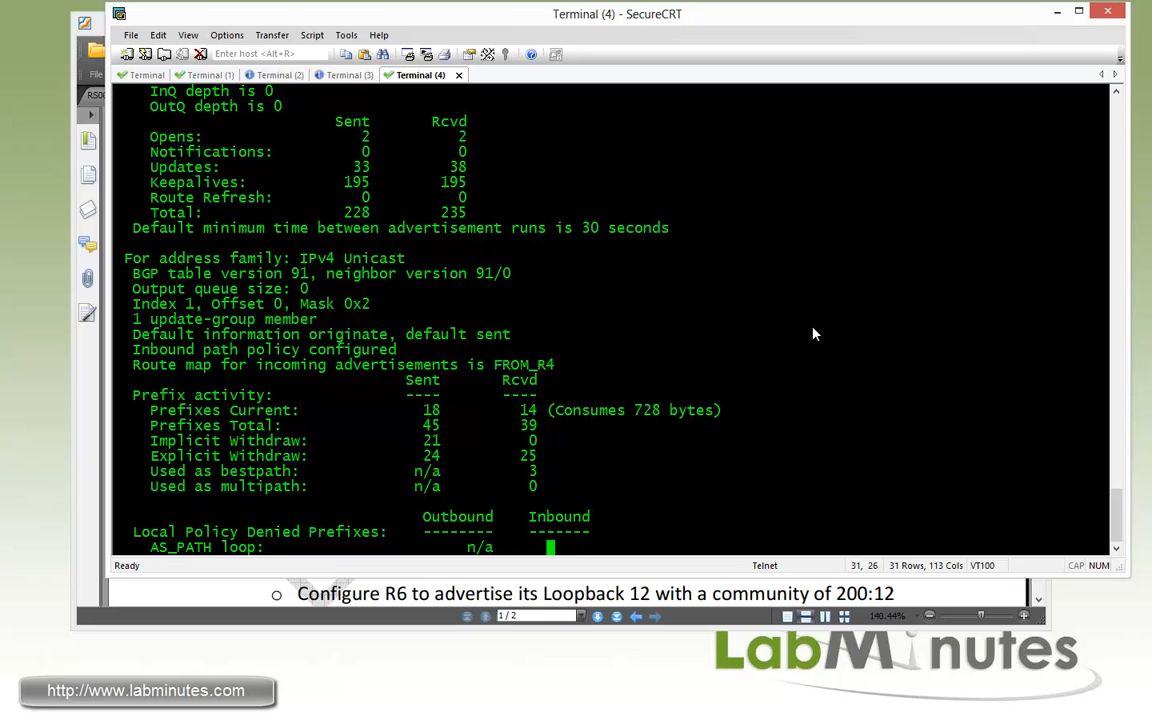 Terminal (4) - SecureCRT
File Edit View Options Transfer Script Tools Help
Enter host <Alt+R>
File
Terminal Terminal (1) Terminal (2) Terminal (3) Terminal (4)
InQ depth is 0
OutQ depth is 0
Sent Rcvd
Opens: 2 2
Notifications: 0 0
Updates: 33 38
Keepalives: 195 195
Route Refresh: 0 0
Total: 228 235
Default minimum time between advertisement runs is 30 seconds
For address family: IPv4 Unicast
BGP table version 91, neighbor version 91/0
Output queue size: 0
Index 1, Offset 0, Mask 0x2
1 update-group member
Default information originate, default sent
Inbound path policy configured
Route map for incoming advertisements is FROM_R4
Sent Rcvd
Prefix activity: ---- ----
Prefixes Current: 18 14 (Consumes 728 bytes)
Prefixes Total: 45 39
Implicit Withdraw: 21 0
Explicit Withdraw: 24 25
Used as bestpath: n/a 3
Used as multipath: n/a 0
Outbound Inbound
Local Policy Denied Prefixes: -------- -------
AS_PATH loop: n/a
Ready Telnet 31, 26 31 Rows, 113 Cols VT100 CAP NUM
o Configure R6 to advertise its Loopback 12 with a community of 200:12
1 / 2 140.44%
LabMinutes
http://www.labminutes.com